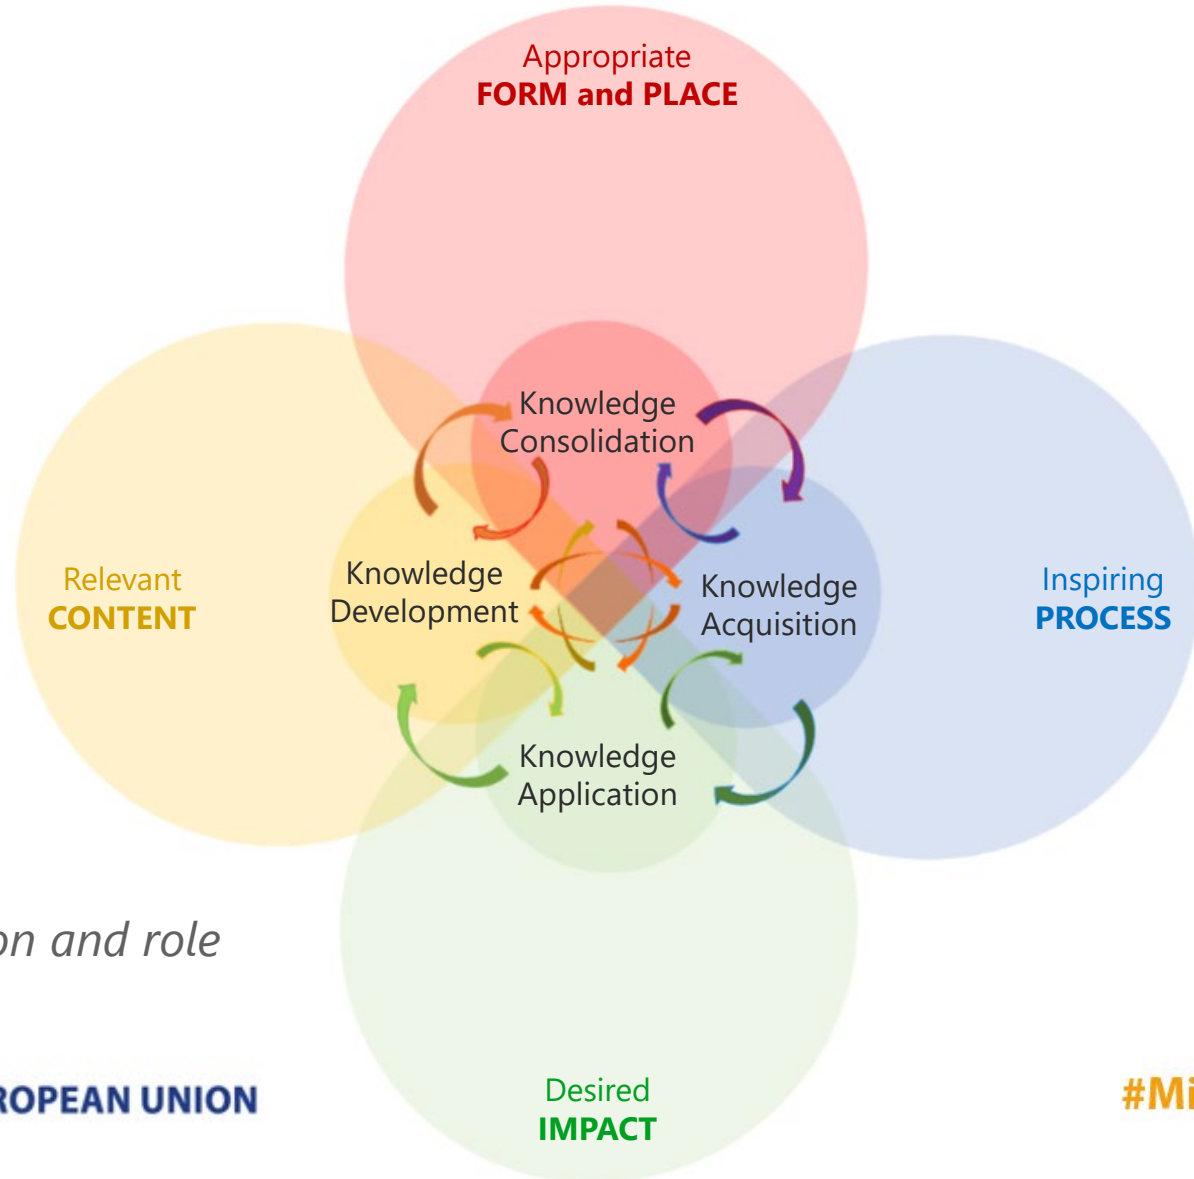 Appropriate
FORM and PLACE
Knowledge
Consolidation
Relevant
CONTENT
Knowledge
Development
Knowledge
Acquisition
Inspiring
PROCESS
Knowledge
Application
on and role
ROPEAN UNION
Desired
IMPACT
#Mi